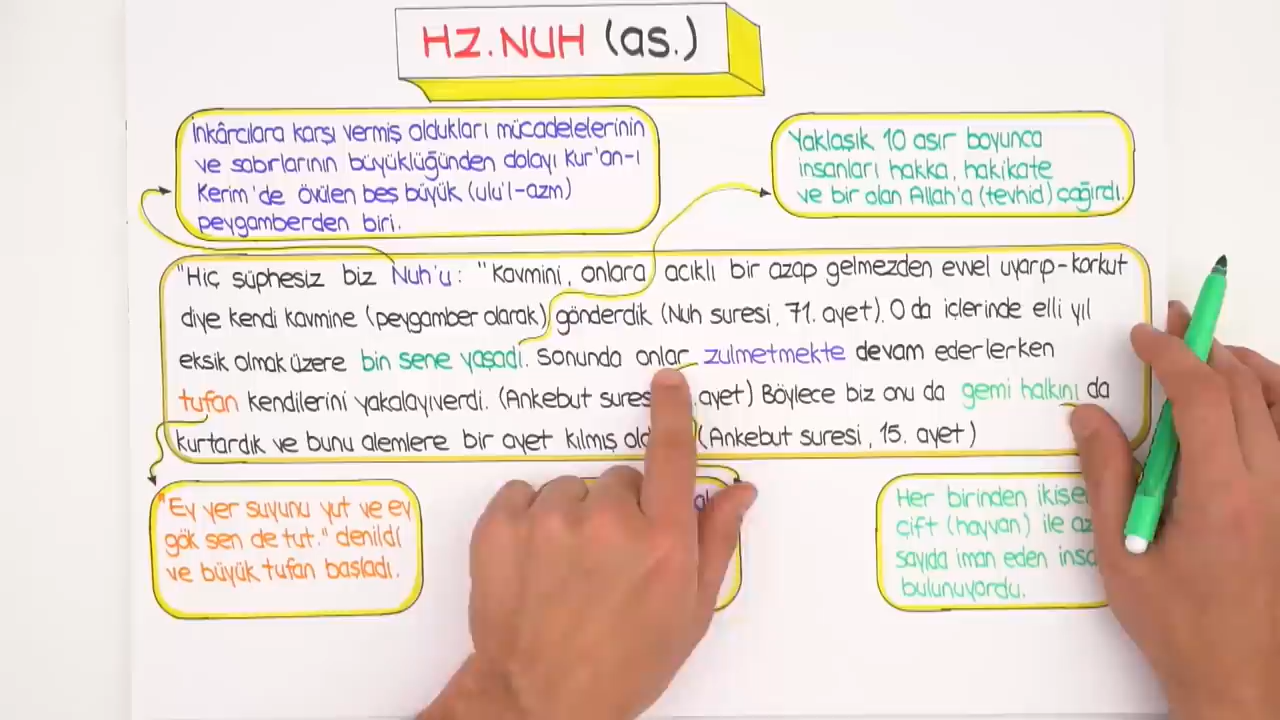 HZ. NUH (as.)
İnkârcılara karşı vermiş oldukları mücadelelerinin
ve sabırlarının büyüklüğünden dolayı Kur'an-ı
Kerim'de övülen beş büyük (ulu'l-azm)
peygamberden biri.
Yaklaşık 10 asır boyunca
insanları hakka, hakikate
ve bir olan Allah'a (tevhid) çağırdı.
"Hiç şüphesiz biz Nuh'u: "Kavmini, onlara acıklı bir azap gelmezden evvel uyarıp-korkut
diye kendi kavmine (peygamber olarak) gönderdik (Nuh suresi, 71. ayet). O da içlerinde elli yıl
eksik olmak üzere bin sene yaşadı. Sonunda onlar zulmetmekte devam ederlerken
tufan kendilerini yakalayıverdi. (Ankebut ayet) Böylece biz onu da gemi halkını da
kurtardık ve bunu alemlere bir ayet kılmış (Ankebut suresi, 15. ayet)
"Ey yer suyunu yut ve ey
gök sen de tut." denildi
ve büyük tufan başladı.
Her birinden
çift (hayvan) ile
sayıda iman eden
bulunuyordu.